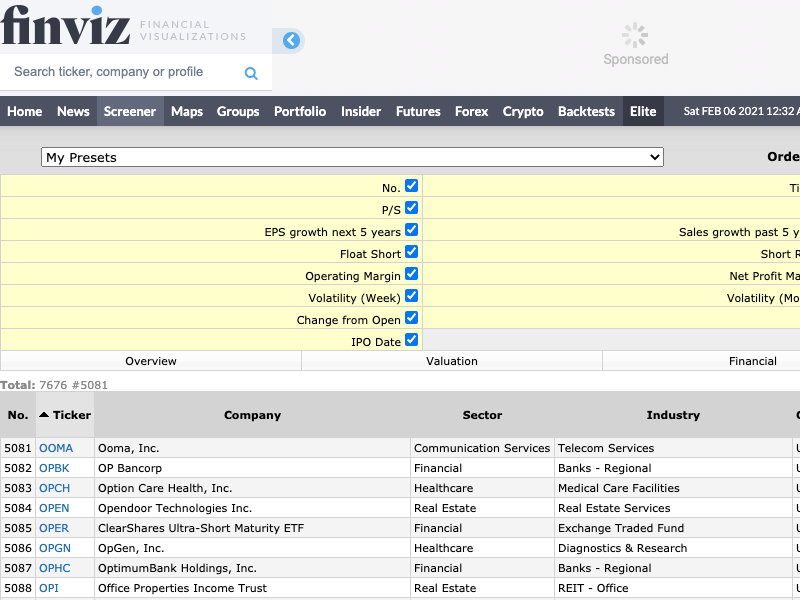 finviz FINANCIAL VISUALIZATIONS
Sponsored
Search ticker, company or profile
Home News Screener Maps Groups Portfolio Insider Futures Forex Crypto Backtests Elite Sat FEB 06 2021 12:32 A
My Presets Orde
No. Ti
P/S
EPS growth next 5 years Sales growth past 5 y
Float Short Short R
Operating Margin Net Profit Ma
Volatility (Week) Volatility (Mo
Change from Open
IPO Date
Overview Valuation Financial
Total: 7676 #5081
No. Ticker Company Sector Industry
5081 OOMA Ooma, Inc. Communication Services Telecom Services
5082 OPBK OP Bancorp Financial Banks - Regional
5083 OPCH Option Care Health, Inc. Healthcare Medical Care Facilities
5084 OPEN Opendoor Technologies Inc. Real Estate Real Estate Services
5085 OPER ClearShares Ultra-Short Maturity ETF Financial Exchange Traded Fund
5086 OPGN OpGen, Inc. Healthcare Diagnostics & Research
5087 OPHC OptimumBank Holdings, Inc. Financial Banks - Regional
5088 OPI Office Properties Income Trust Real Estate REIT - Office